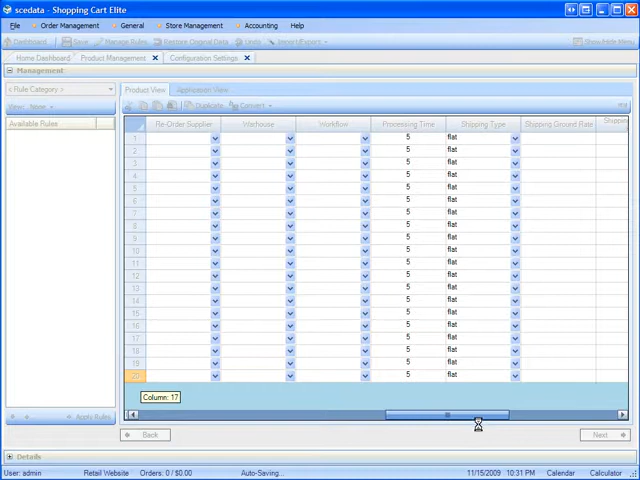 scedata - Shopping Cart Elite
File Order Management General Store Management Accounting Help
Dashboard Save Manage Rules Restore Original Data Undo Import/Export Show/Hide Menu
Home Dashboard Product Management Configuration Settings
Management
< Rule Category > Product View Application View
View: None Duplicate Convert
Available Rules
Re-Order Supplier Warhouse Workflow Processing Time Shipping Type Shipping Ground Rate Shipping
1 5 flat
2 5 flat
3 5 flat
4 5 flat
5 5 flat
6 5 flat
7 5 flat
8 5 flat
9 5 flat
10 5 flat
11 5 flat
12 5 flat
13 5 flat
14 5 flat
15 5 flat
16 5 flat
17 5 flat
18 5 flat
19 5 flat
20 5 flat
Column: 17
Apply Rules
Back Next
Details
User: admin Retail Website Orders: 0 / $0.00 Auto-Saving... 11/15/2009 10:31 PM Calendar Calculator